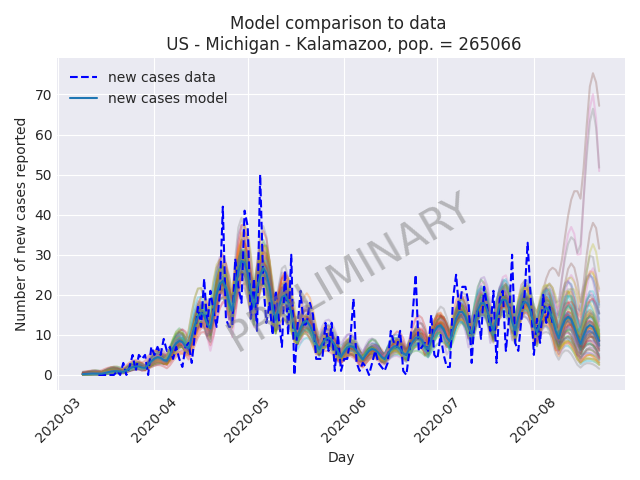 Model comparison to data
US - Michigan - Kalamazoo, pop. = 265066
new cases data
new cases model
Number of new cases reported
70
60
50
40
30
20
10
0
PRELIMINARY
2020-03
2020-04
2020-05
2020-06
2020-07
2020-08
Day